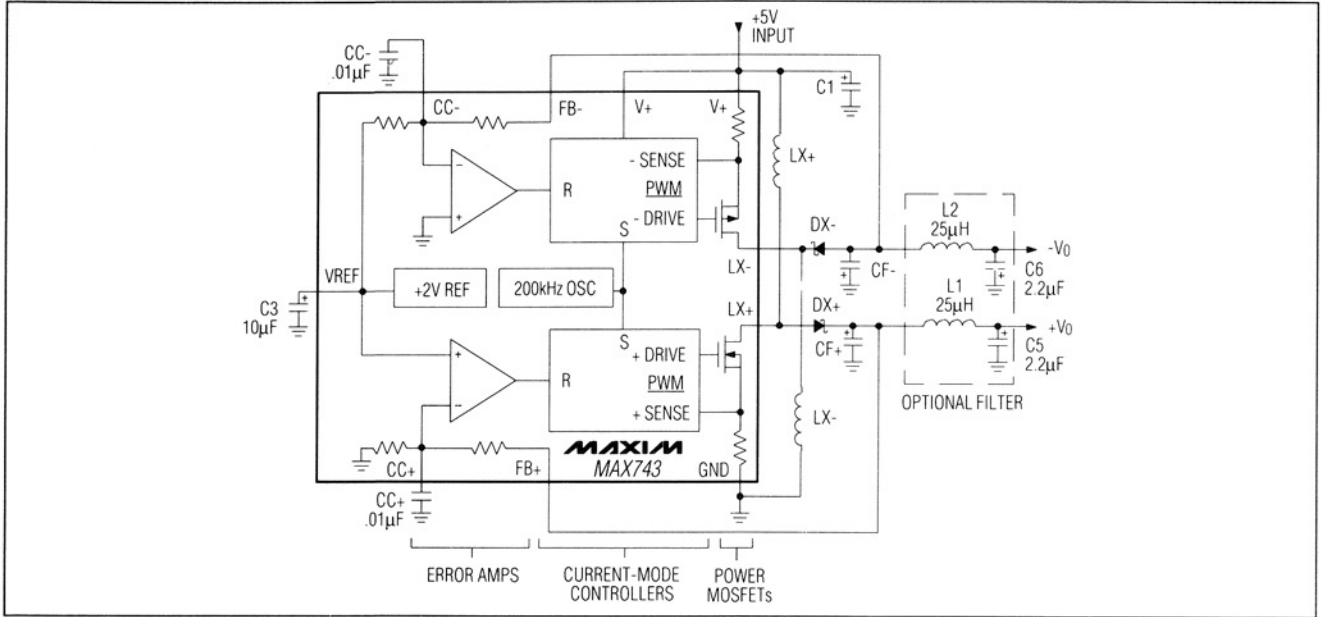 +5V
INPUT
CC-
.01µF
C1
CC-
FB-
V+
V+
LX+
- SENSE
PWM
R
- DRIVE
S
L2
25µH
DX-
-V0
LX-
CF-
C6
2.2µF
VREF
+2V REF
200kHz OSC
L1
25µH
LX+
DX+
+V0
C3
10µF
CF+
C5
2.2µF
S
+ DRIVE
R
PWM
+ SENSE
OPTIONAL FILTER
LX-
MAXIM
MAX743
CC+
FB+
GND
CC+
.01µF
ERROR AMPS
CURRENT-MODE
CONTROLLERS
POWER
MOSFETs